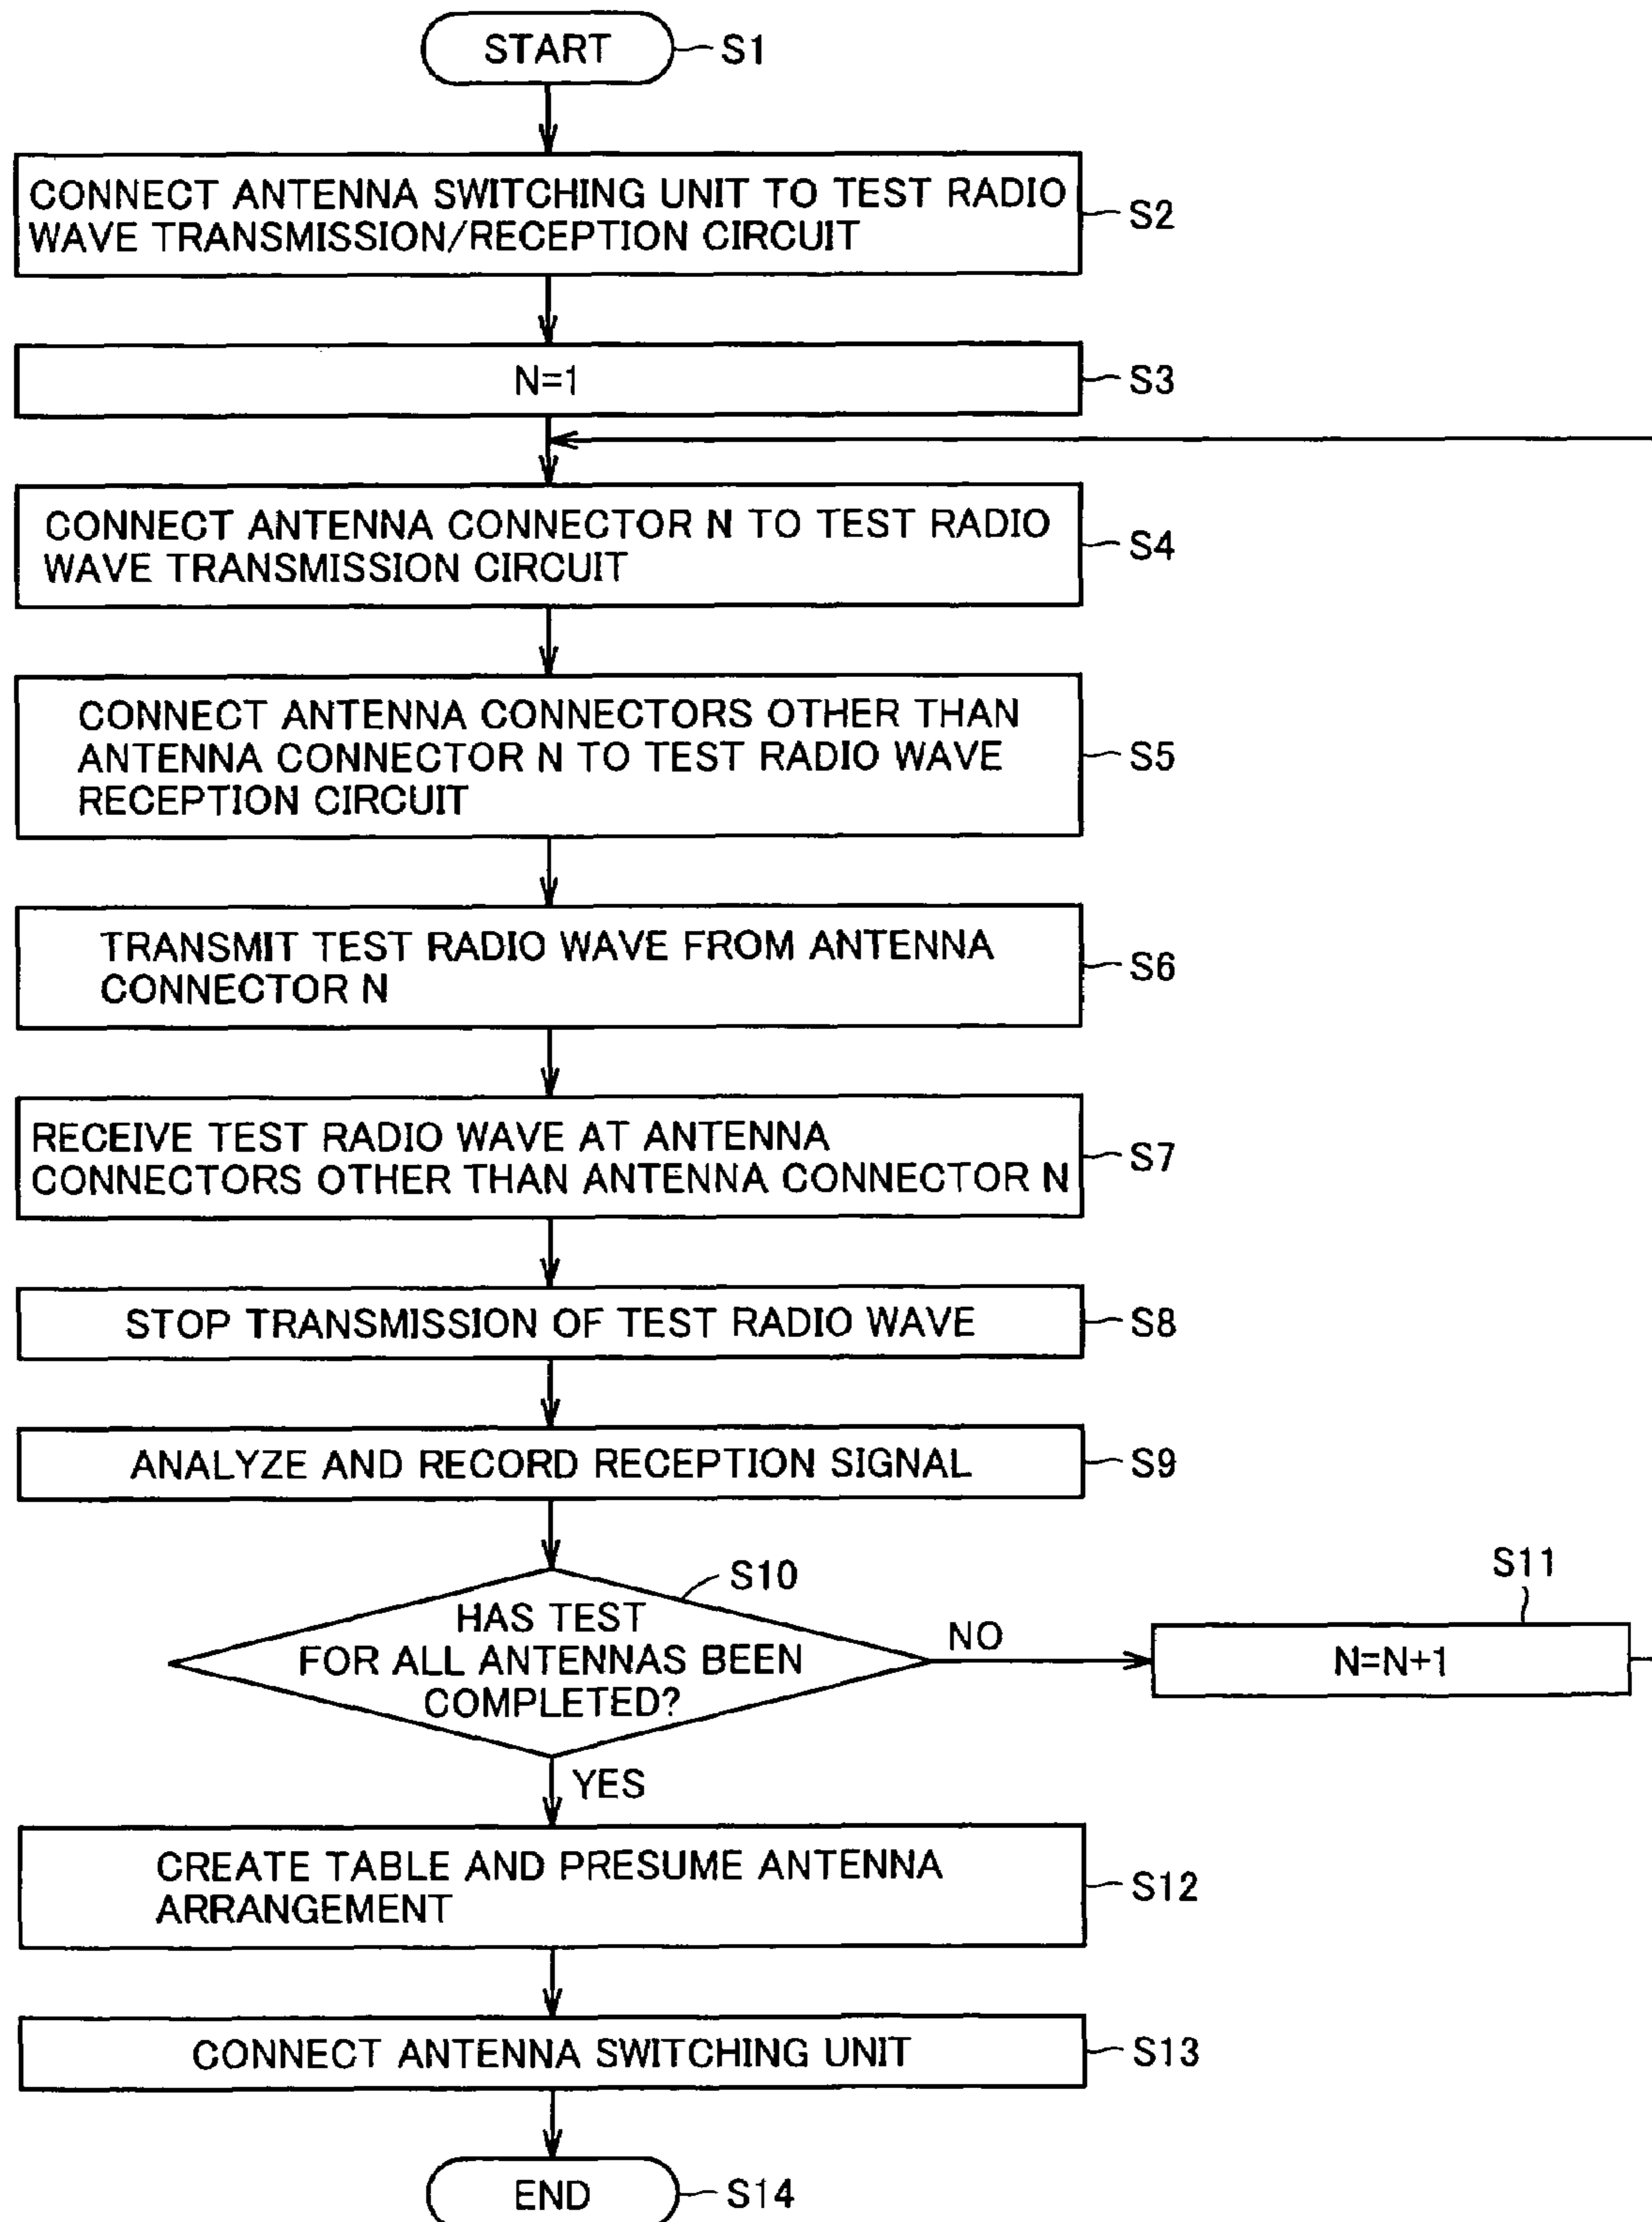 START
S1
CONNECT ANTENNA SWITCHING UNIT TO TEST RADIO
WAVE TRANSMISSION/RECEPTION CIRCUIT
S2
N=1
S3
CONNECT ANTENNA CONNECTOR N TO TEST RADIO
WAVE TRANSMISSION CIRCUIT
S4
CONNECT ANTENNA CONNECTORS OTHER THAN
ANTENNA CONNECTOR N TO TEST RADIO WAVE
RECEPTION CIRCUIT
S5
TRANSMIT TEST RADIO WAVE FROM ANTENNA
CONNECTOR N
S6
RECEIVE TEST RADIO WAVE AT ANTENNA
CONNECTORS OTHER THAN ANTENNA CONNECTOR N
S7
STOP TRANSMISSION OF TEST RADIO WAVE
S8
ANALYZE AND RECORD RECEPTION SIGNAL
S9
S10
HAS TEST
FOR ALL ANTENNAS BEEN
COMPLETED?
NO
S11
N=N+1
YES
CREATE TABLE AND PRESUME ANTENNA
ARRANGEMENT
S12
CONNECT ANTENNA SWITCHING UNIT
S13
END
S14